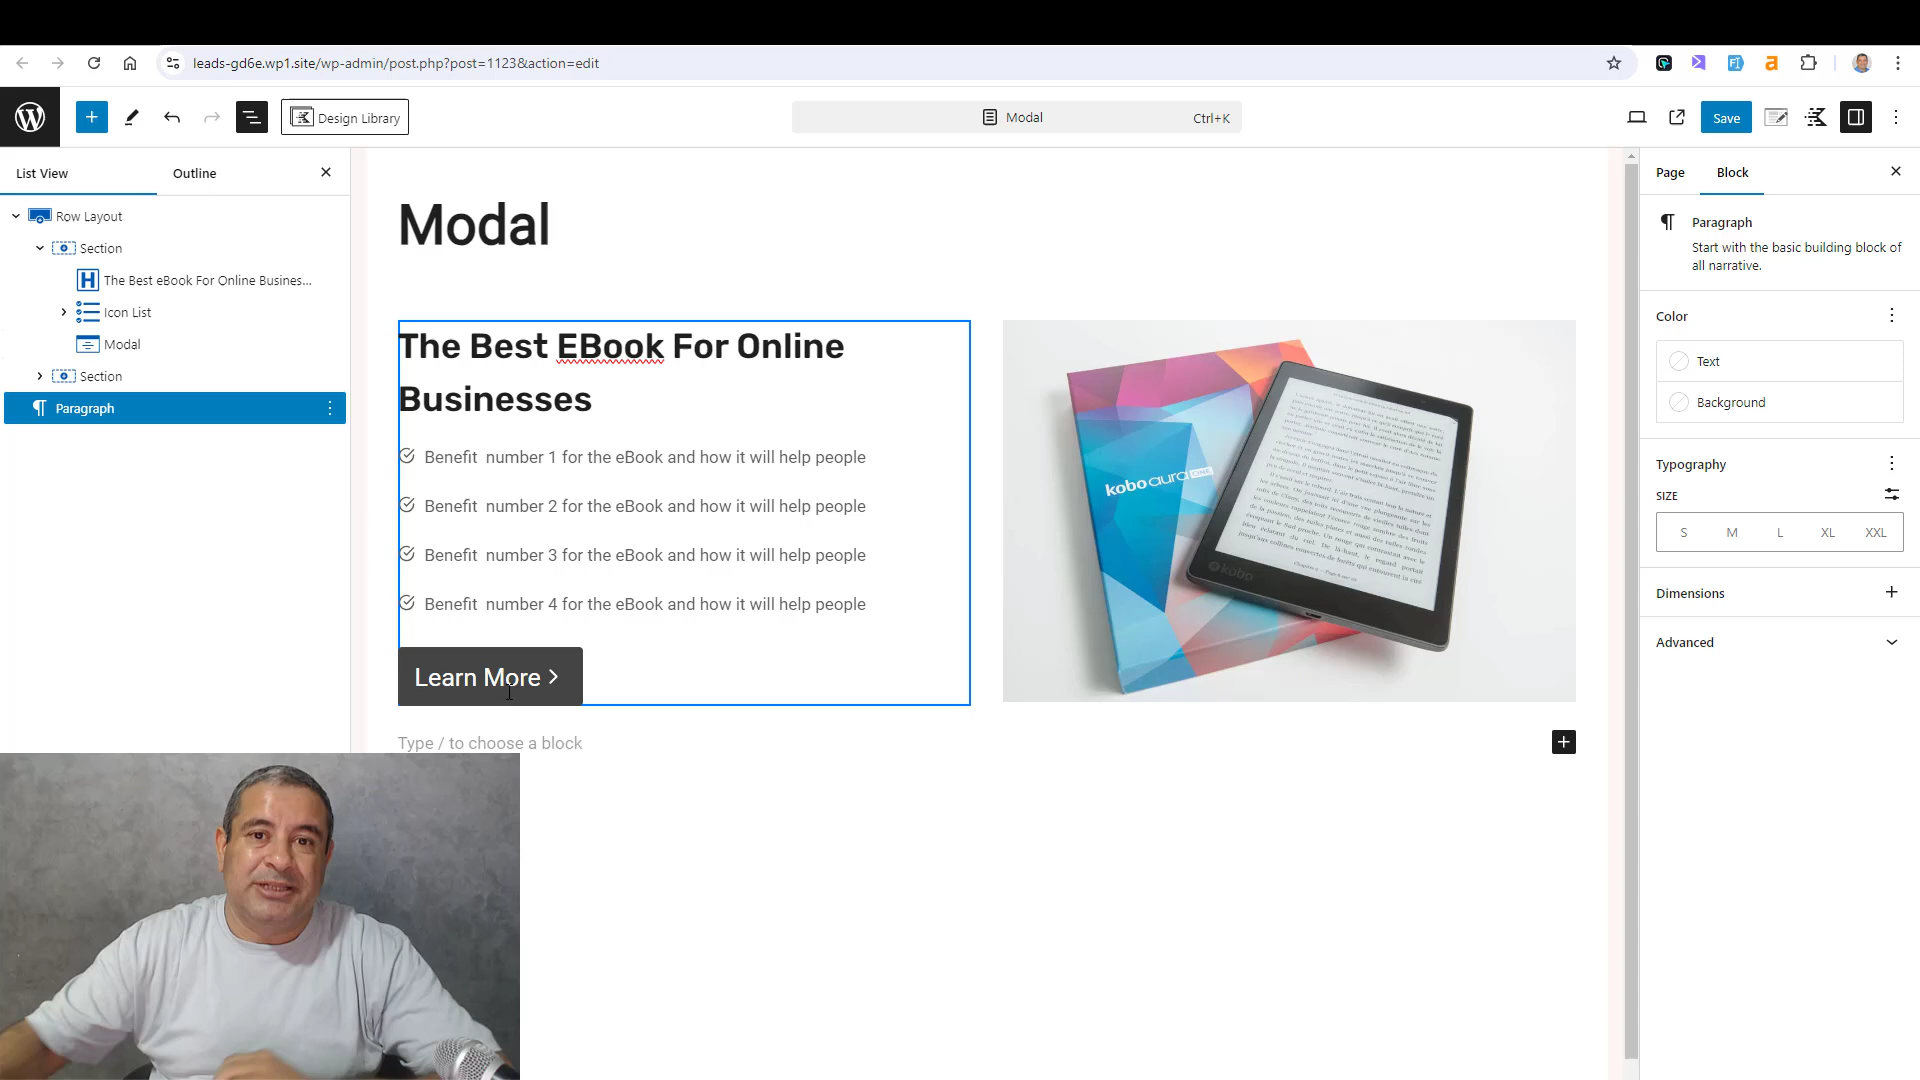 leads-gd6e.wp1.site/wp-admin/post.php?post=1123&action=edit
Design Library
Modal
Ctrl+K
Save
List View
Outline
Row Layout
Section
The Best eBook For Online Busines...
Icon List
Modal
Section
Paragraph
Modal
The Best EBook For Online
Businesses
Benefit number 1 for the eBook and how it will help people
Benefit number 2 for the eBook and how it will help people
Benefit number 3 for the eBook and how it will help people
Benefit number 4 for the eBook and how it will help people
Learn More
Type / to choose a block
kobo aura ONE
kobo
Page
Block
Paragraph
Start with the basic building block of
all narrative.
Color
Text
Background
Typography
SIZE
S M L XL XXL
Dimensions
Advanced